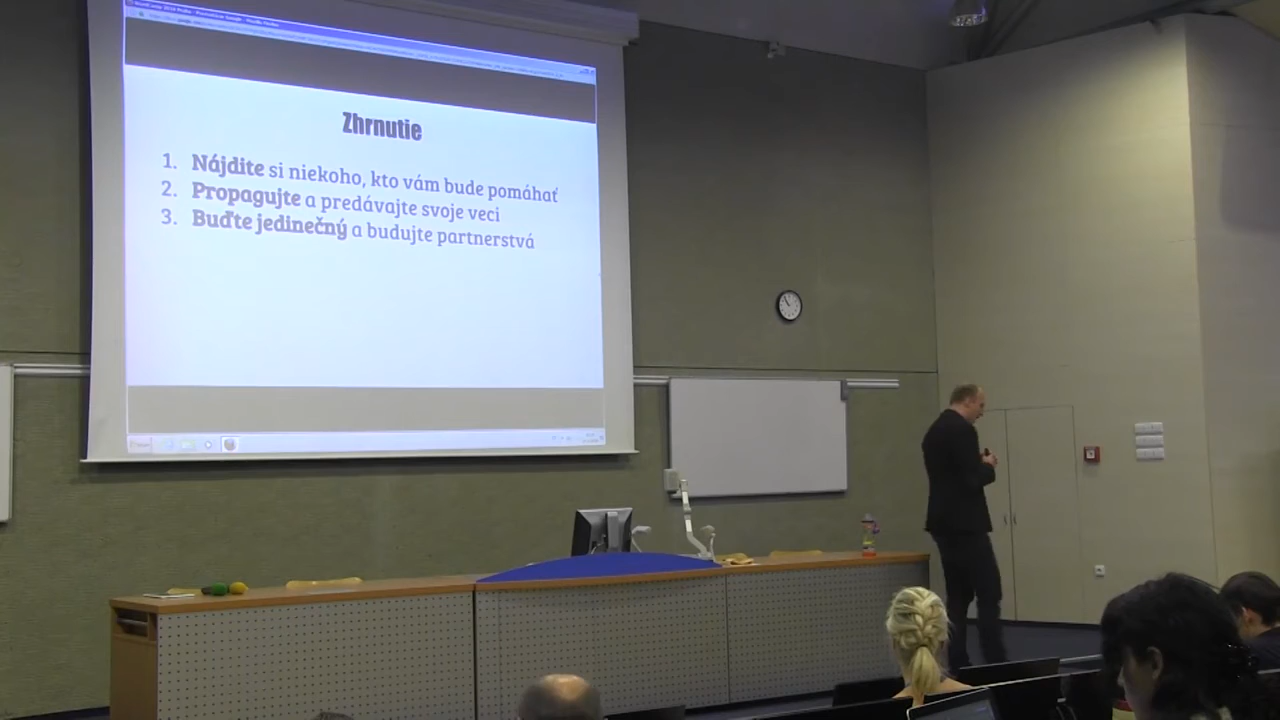 Zhrnutie
1. Nájdite si niekoho, kto vám bude pomáhať
2. Propagujte a predávajte svoje veci
3. Buďte jedinečný a budujte partnerstvá